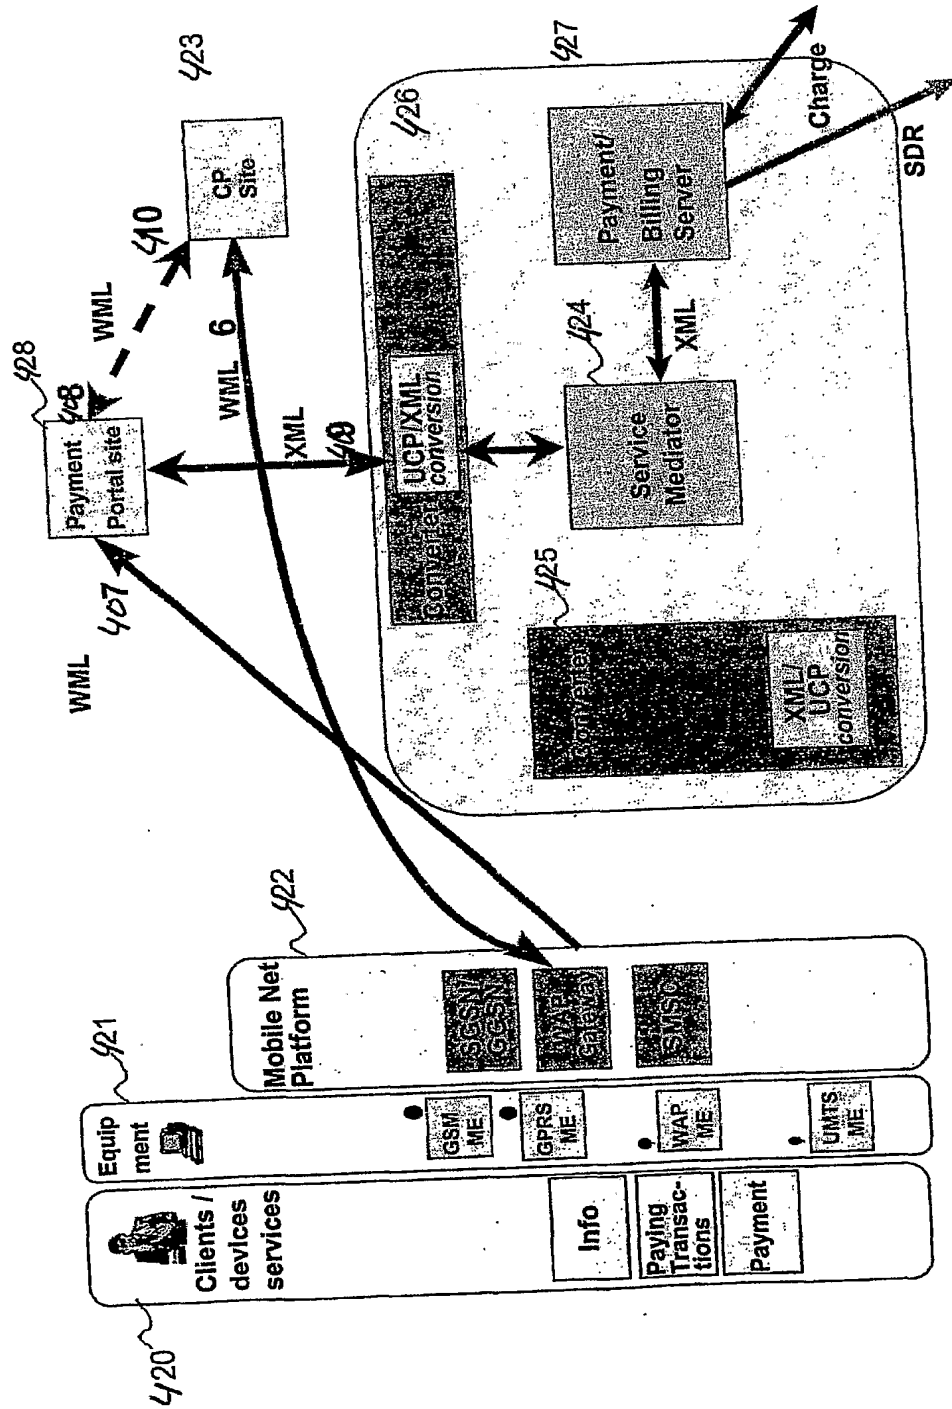 420
Clients /
devices
services
Info
Paying
Transac-
tions
Payment
421
Equip
ment
GSM
ME
GPRS
ME
WAP
ME
UMTS
ME
422
Mobile Net
Platform
SGSN/
GGSN
WAP
Gateway
SMSC
WML
407
428
Payment
Portal site
408
WML
410
423
CP
Site
WML 6
XML
409
426
Converter
UCP/XML
conversion
427
425
Converter
XML/
UCP
conversion
424
Service
Mediator
XML
Payment/
Billing
Server
Charge
SDR